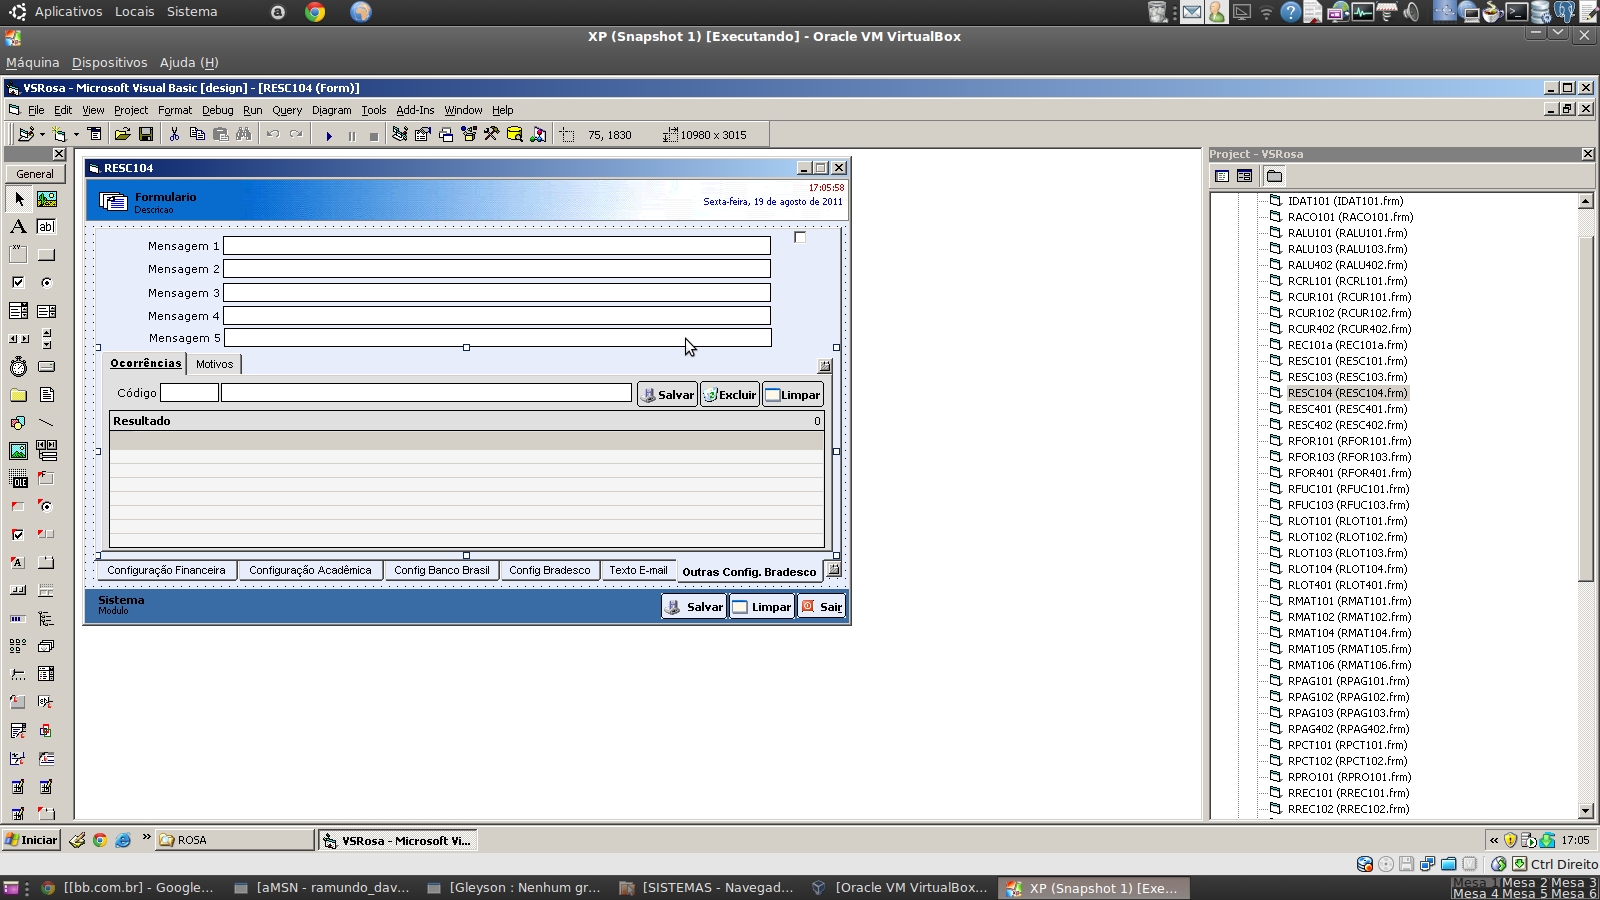 Aplicativos Locais Sistema
XP (Snapshot 1) [Executando] - Oracle VM VirtualBox
Máquina Dispositivos Ajuda (H)
VSRosa - Microsoft Visual Basic [design] - [RESC104 (Form)]
File Edit View Project Format Debug Run Query Diagram Tools Add-Ins Window Help
75, 1830 10980 x 3015
General
RESC104
Formulario
Descricao
17:05:58
Sexta-feira, 19 de agosto de 2011
Mensagem 1
Mensagem 2
Mensagem 3
Mensagem 4
Mensagem 5
Ocorrências Motivos
Código Salvar Excluir Limpar
Resultado 0
Configuração Financeira Configuração Acadêmica Config Banco Brasil Config Bradesco Texto E-mail Outras Config. Bradesco
Sistema
Modulo
Salvar Limpar Sair
Project - VSRosa
IDAT101 (IDAT101.frm)
RACO101 (RACO101.frm)
RALU101 (RALU101.frm)
RALU103 (RALU103.frm)
RALU402 (RALU402.frm)
RCRL101 (RCRL101.frm)
RCUR101 (RCUR101.frm)
RCUR102 (RCUR102.frm)
RCUR402 (RCUR402.frm)
REC101a (REC101a.frm)
RESC101 (RESC101.frm)
RESC103 (RESC103.frm)
RESC104 (RESC104.frm)
RESC401 (RESC401.frm)
RESC402 (RESC402.frm)
RFOR101 (RFOR101.frm)
RFOR103 (RFOR103.frm)
RFOR401 (RFOR401.frm)
RFUC101 (RFUC101.frm)
RFUC103 (RFUC103.frm)
RLOT101 (RLOT101.frm)
RLOT102 (RLOT102.frm)
RLOT103 (RLOT103.frm)
RLOT104 (RLOT104.frm)
RLOT401 (RLOT401.frm)
RMAT101 (RMAT101.frm)
RMAT102 (RMAT102.frm)
RMAT104 (RMAT104.frm)
RMAT105 (RMAT105.frm)
RMAT106 (RMAT106.frm)
RPAG101 (RPAG101.frm)
RPAG102 (RPAG102.frm)
RPAG103 (RPAG103.frm)
RPAG402 (RPAG402.frm)
RPCT101 (RPCT101.frm)
RPCT102 (RPCT102.frm)
RPRO101 (RPRO101.frm)
RREC101 (RREC101.frm)
RREC102 (RREC102.frm)
Iniciar » ROSA VSRosa - Microsoft Vi... « 17:05
Ctrl Direito
[[bb.com.br] - Google... [aMSN - ramundo_dav... [Gleyson : Nenhum gr... [SISTEMAS - Navegad... [Oracle VM VirtualBox... XP (Snapshot 1) [Exe...
Mesa 1 Mesa 2 Mesa 3
Mesa 4 Mesa 5 Mesa 6